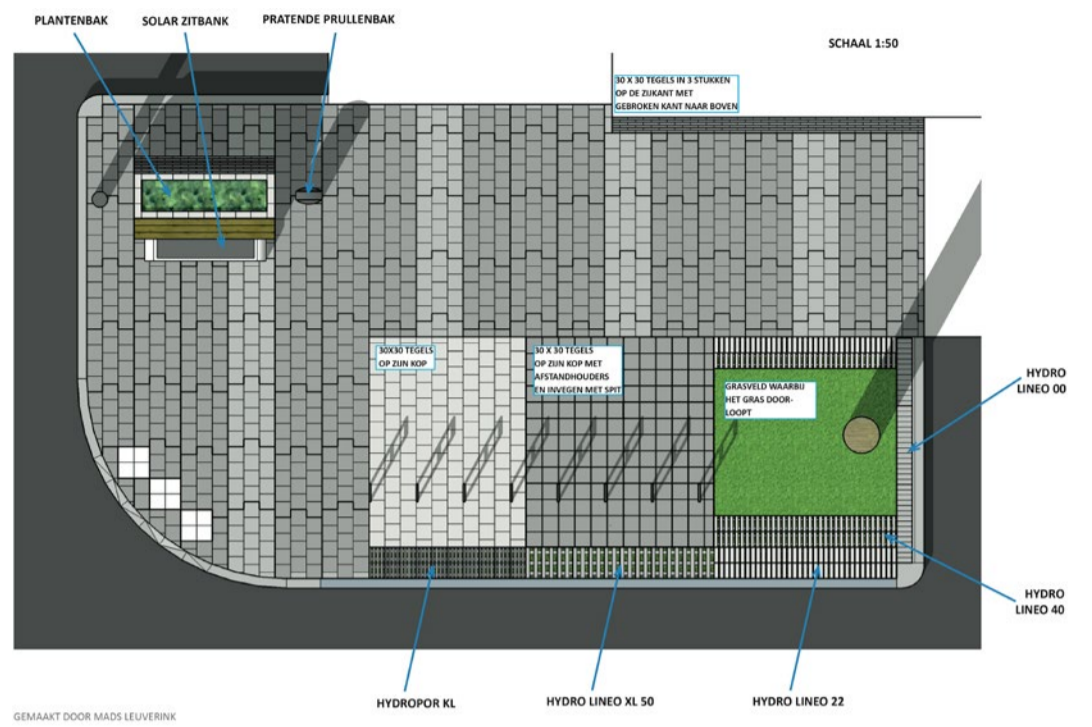 PLANTENBAK
SOLAR ZITBANK
PRATENDE PRULLENBAK
SCHAAL 1:50
30 X 30 TEGELS IN 3 STUKKEN
OP DE ZIJKANT MET
GEBROKEN KANT NAAR BOVEN
30X30 TEGELS
OP ZIJN KOP
30 X 30 TEGELS
OP ZIJN KOP MET
AFSTANDHOUDERS
EN INVEGEN MET SPIT
GRASVELD WAARBIJ
HET GRAS DOOR-
LOOPT
HYDRO
LINEO 00
HYDRO
LINEO 40
HYDROPOR KL
HYDRO LINEO XL 50
HYDRO LINEO 22
GEMAAKT DOOR MADS LEUVERINK